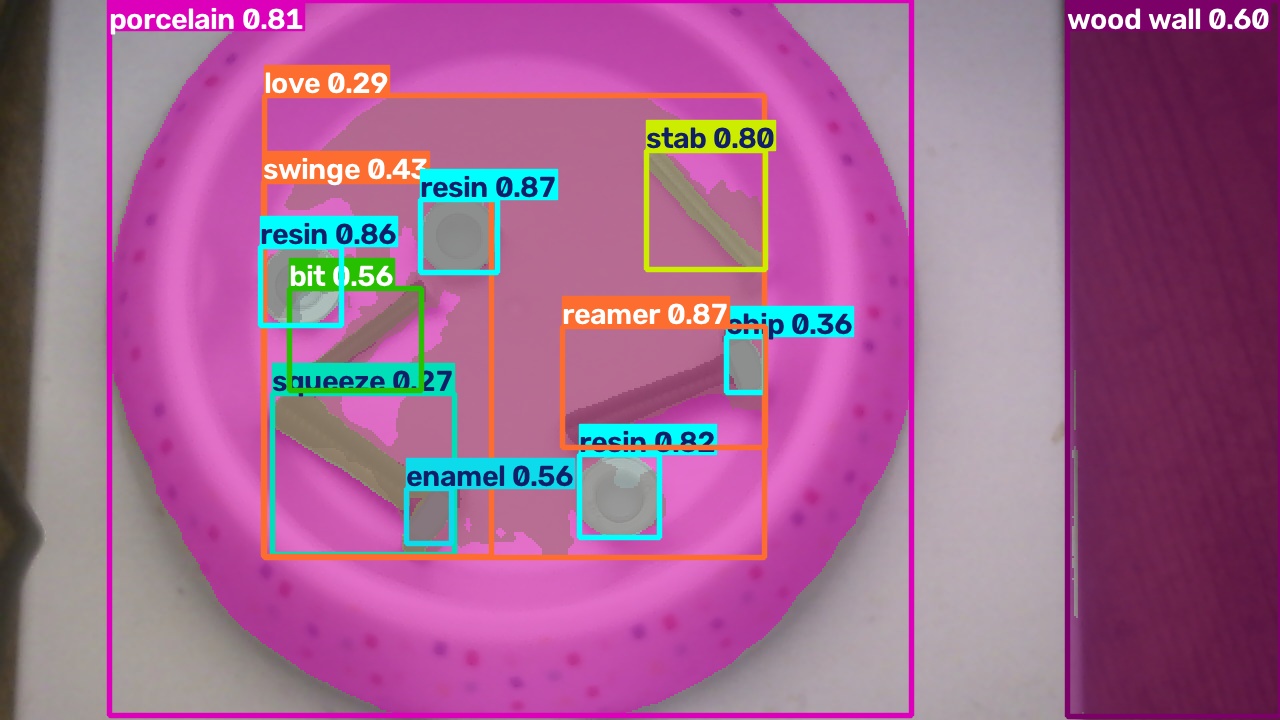 porcelain 0.81
wood wall 0.60
love 0.29
stab 0.80
swinge 0.43
resin 0.87
resin 0.86
bit 0.56
reamer 0.87
chip 0.36
squeeze 0.27
resin 0.82
enamel 0.56